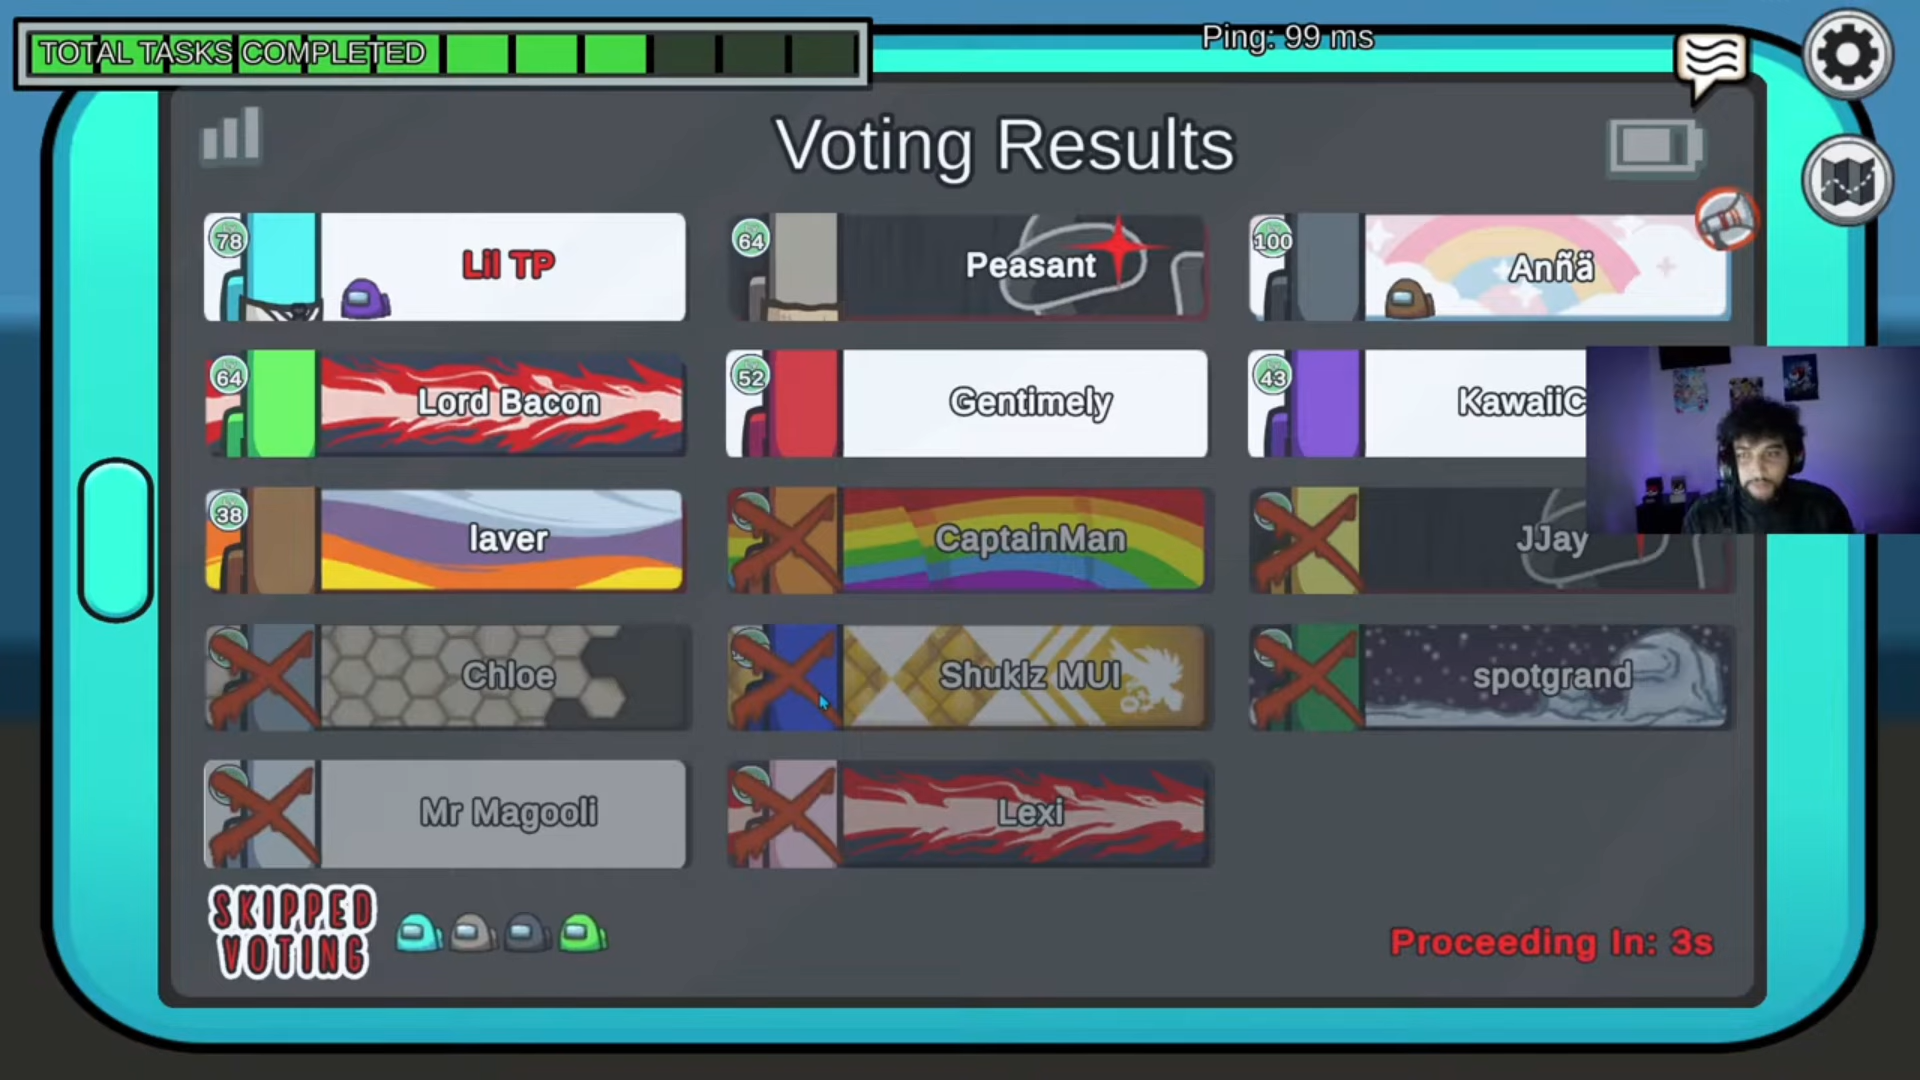 TOTAL TASKS COMPLETED
Ping: 99 ms
Voting Results
78
Lil TP
64
Peasant
100
Anñä
64
Lord Bacon
52
Gentimely
43
KawaiiC
38
laver
CaptainMan
JJay
Chloe
Shuklz MUI
spotgrand
Mr Magooli
Lexi
SKIPPED
VOTING
Proceeding In: 3s